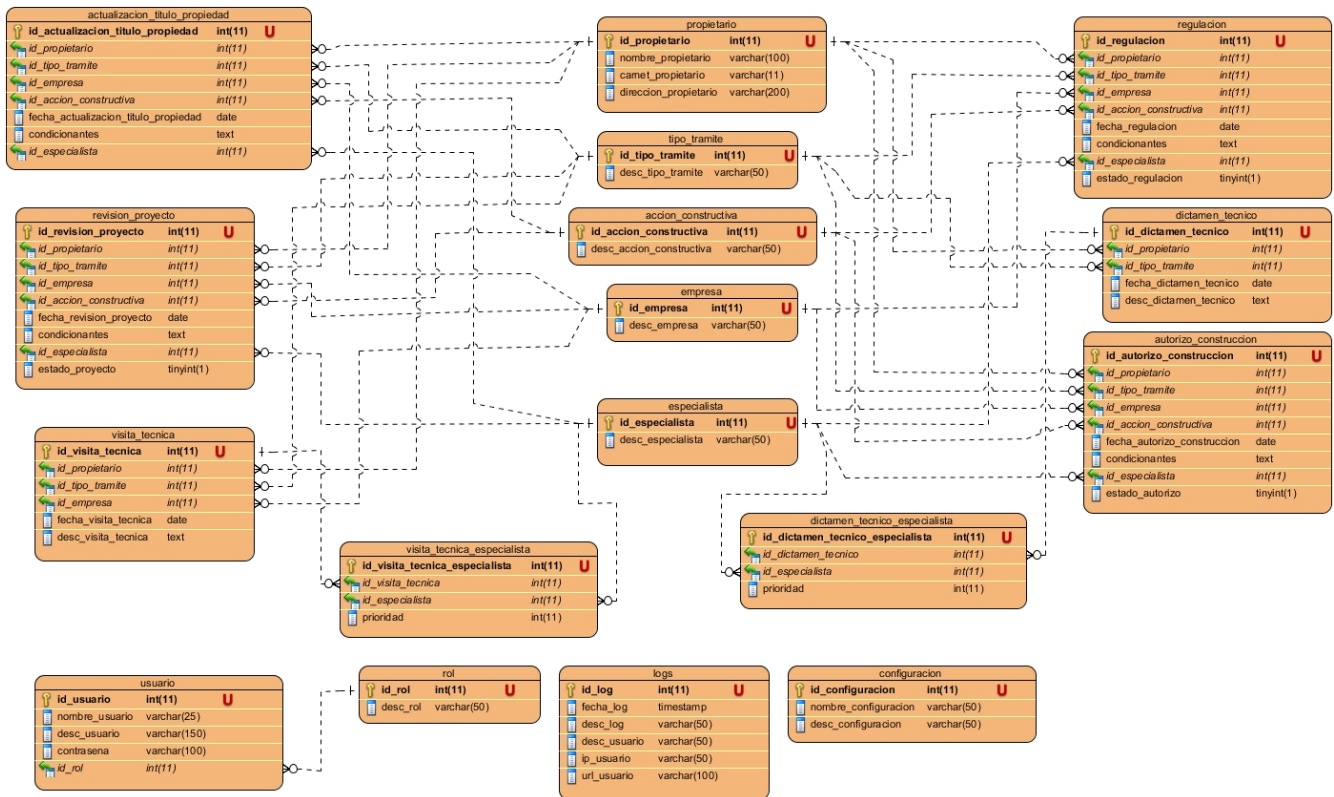 actualizacion_titulo_propiedad
id_actualizacion_titulo_propiedad int(11) U
id_propietario int(11)
id_tipo_tramite int(11)
id_empresa int(11)
id_accion_constructiva int(11)
fecha_actualizacion_titulo_propiedad date
condicionantes text
id_especialista int(11)
propietario
id_propietario int(11) U
nombre_propietario varchar(100)
carnet_propietario varchar(11)
direccion_propietario varchar(200)
regulacion
id_regulacion int(11) U
id_propietario int(11)
id_tipo_tramite int(11)
id_empresa int(11)
id_accion_constructiva int(11)
fecha_regulacion date
condicionantes text
id_especialista int(11)
estado_regulacion tinyint(1)
tipo_tramite
id_tipo_tramite int(11) U
desc_tipo_tramite varchar(50)
revision_proyecto
id_revision_proyecto int(11) U
id_propietario int(11)
id_tipo_tramite int(11)
id_empresa int(11)
id_accion_constructiva int(11)
fecha_revision_proyecto date
condicionantes text
id_especialista int(11)
estado_proyecto tinyint(1)
accion_constructiva
id_accion_constructiva int(11) U
desc_accion_constructiva varchar(50)
dictamen_tecnico
id_dictamen_tecnico int(11) U
id_propietario int(11)
id_tipo_tramite int(11)
fecha_dictamen_tecnico date
desc_dictamen_tecnico text
empresa
id_empresa int(11) U
desc_empresa varchar(50)
autorizo_construccion
id_autorizo_construccion int(11) U
id_propietario int(11)
id_tipo_tramite int(11)
id_empresa int(11)
id_accion_constructiva int(11)
fecha_autorizo_construccion date
condicionantes text
id_especialista int(11)
estado_autorizo tinyint(1)
especialista
id_especialista int(11) U
desc_especialista varchar(50)
visita_tecnica
id_visita_tecnica int(11) U
id_propietario int(11)
id_tipo_tramite int(11)
id_empresa int(11)
fecha_visita_tecnica date
desc_visita_tecnica text
visita_tecnica_especialista
id_visita_tecnica_especialista int(11) U
id_visita_tecnica int(11)
id_especialista int(11)
prioridad int(11)
dictamen_tecnico_especialista
id_dictamen_tecnico_especialista int(11) U
id_dictamen_tecnico int(11)
id_especialista int(11)
prioridad int(11)
usuario
id_usuario int(11) U
nombre_usuario varchar(25)
desc_usuario varchar(150)
contrasena varchar(100)
id_rol int(11)
rol
id_rol int(11) U
desc_rol varchar(50)
logs
id_log int(11) U
fecha_log timestamp
desc_log varchar(50)
desc_usuario varchar(50)
ip_usuario varchar(50)
url_usuario varchar(100)
configuracion
id_configuracion int(11) U
nombre_configuracion varchar(50)
desc_configuracion varchar(50)